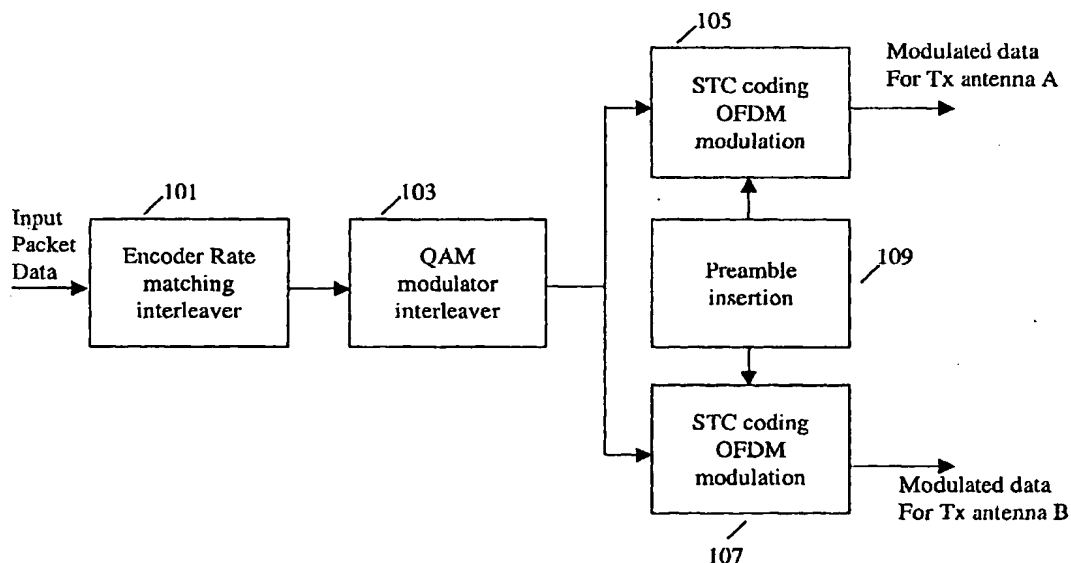 105
Modulated data
For Tx antenna A
STC coding
OFDM
modulation
101
103
Input
Packet
Data
Encoder Rate
matching
interleaver
QAM
modulator
interleaver
Preamble
insertion
109
STC coding
OFDM
modulation
Modulated data
For Tx antenna B
107